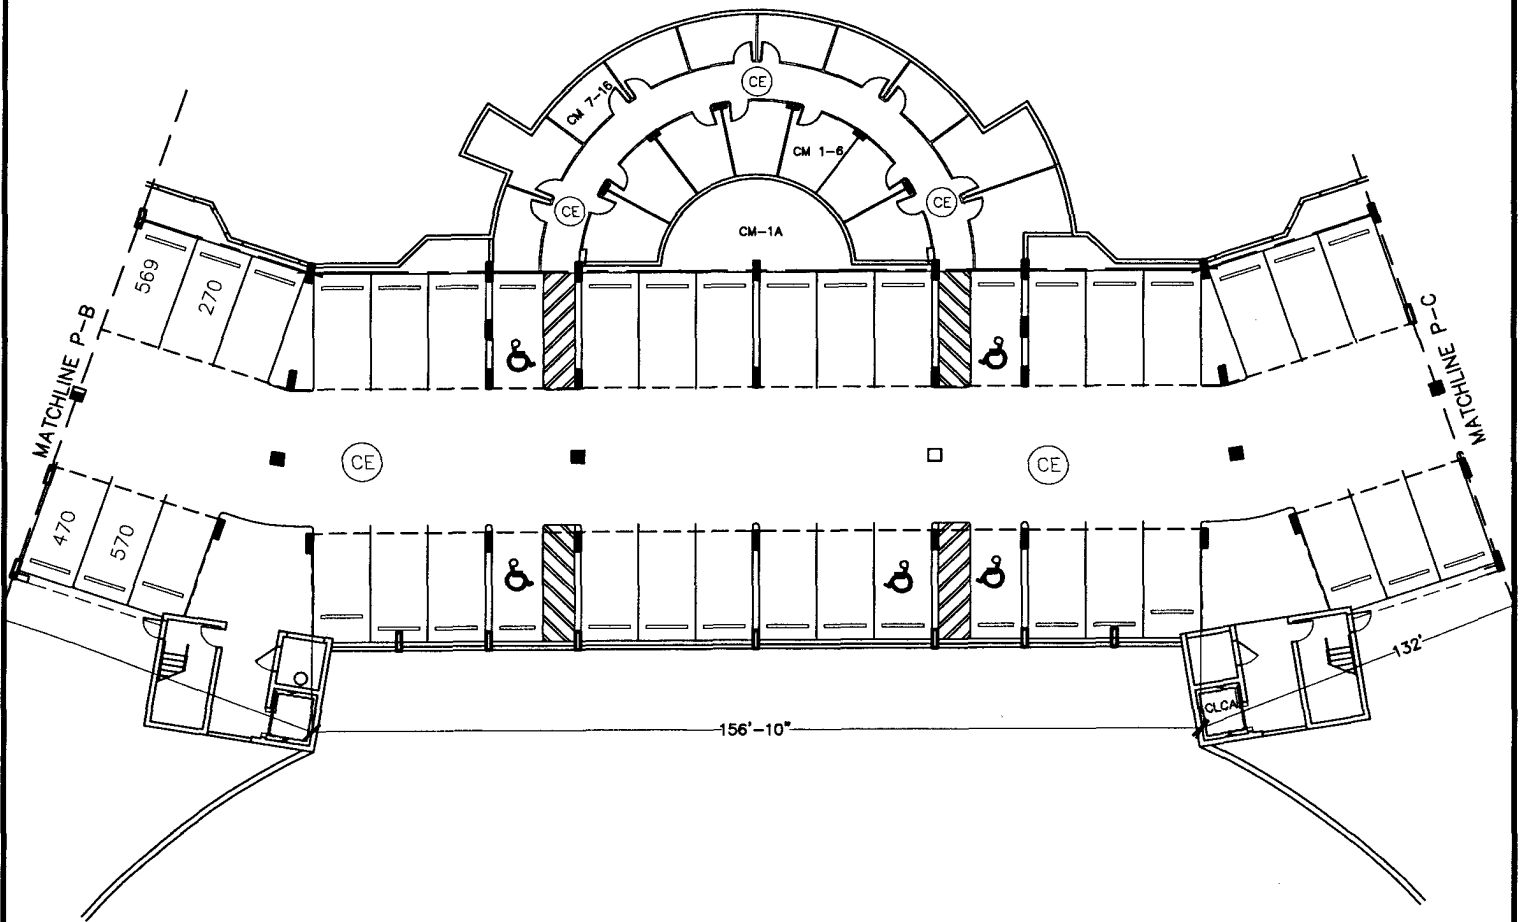 CE
CM 7-16
CM 1-6
CE
CE
CM-1A
569
270
MATCHLINE P-B
MATCHLINE P-C
CE
CE
470
570
132'
CLCA
156'-10"